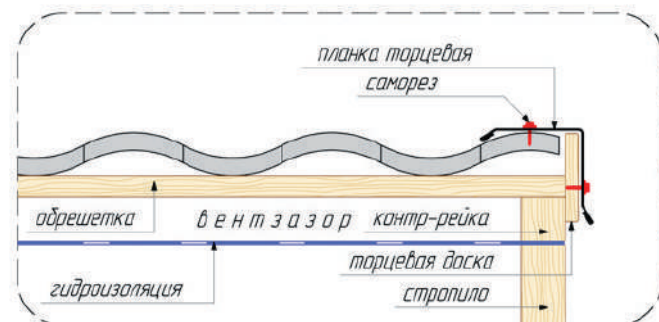 планка торцевая
саморез
обрешетка
вентзазор
контр-рейка
торцевая доска
гидроизоляция
стропило